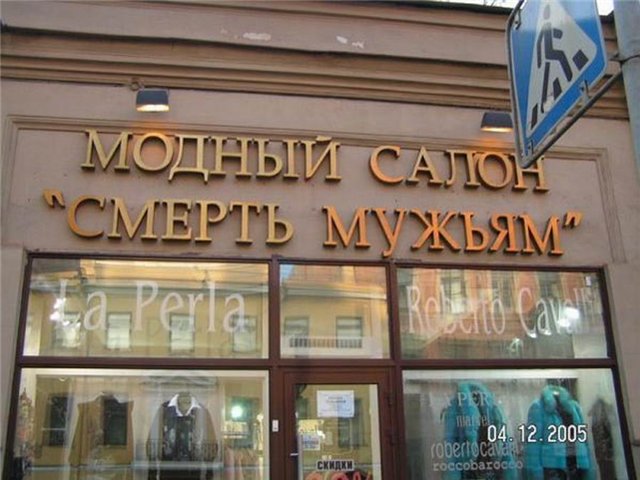 МОДНЫЙ САЛОН
"СМЕРТЬ МУЖЬЯМ"
La Perla
Roberto Cavalli
СКИДКИ
roberto cavalli
roccobarocco
04.12.2005